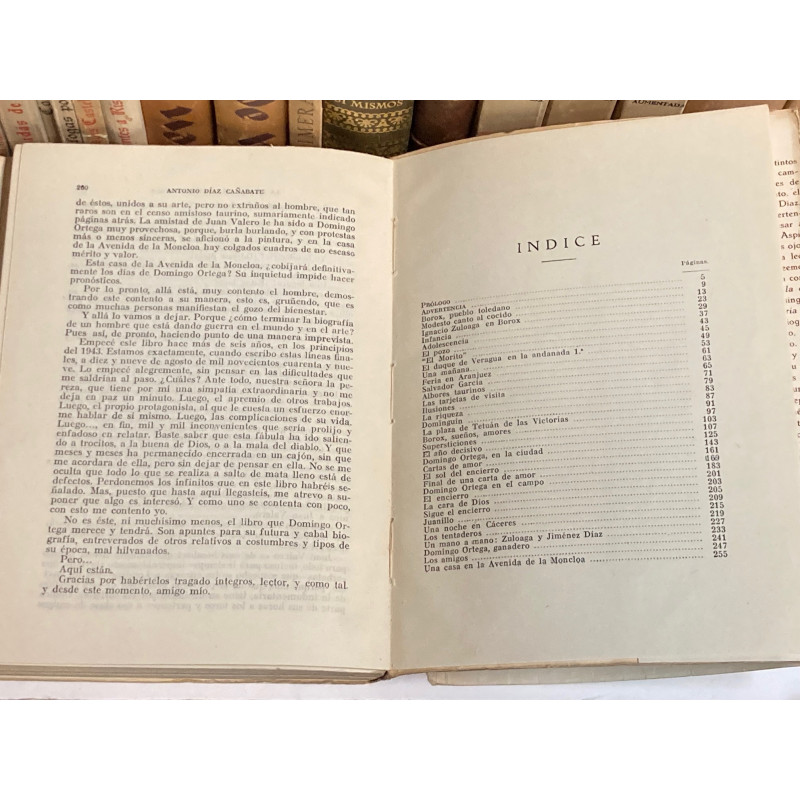 das de
Ca
logas
po
MISMOS
IMERA
AUMENTADA
260
ANTONIO DÍAZ CAÑABATE
de éstos, unidos a su arte, pero no extraños al hombre, que tan
raros son en el censo amistoso taurino, sumariamente indicado
páginas atrás. La amistad de Juan Valero le ha sido a Domingo
Ortega muy provechosa, porque, burla burlando, y con protestas
más o menos sinceras, se aficionó a la pintura, y en la casa
de la Avenida de la Moncloa hay colgados cuadros de no escaso
mérito y valor.
Esta casa de la Avenida de la Moncloa, ¿cobijará definitiva-
mente los días de Domingo Ortega? Su inquietud impide hacer
pronósticos.
Por lo pronto, allá está, muy contento el hombre, demos-
trando este contento a su manera, esto es, gruñendo, que es
como muchas personas manifiestan el gozo del bienestar.
Y allá lo vamos a dejar. Porque ¿cómo terminar la biografía
de un hombre que está dando guerra en el mundo y en el arte?
Pues así, de pronto, haciendo punto de una manera imprevista.
Empecé este libro hace más de seis años, en los principios
del 1943. Estamos exactamente, cuando escribo estas líneas fina-
les, a diez y nueve de agosto de mil novecientos cuarenta y nue-
ve. Lo empecé alegremente, sin pensar en las dificultades que
me saldrían al paso. ¿Cuáles? Ante todo, nuestra señora la pe-
reza, que tiene por mí una simpatía extraordinaria y no me
deja en paz un minuto. Luego, el apremio de otros trabajos.
Luego, el propio protagonista, al que le cuesta un esfuerzo enor-
me hablar de sí mismo. Luego, las complicaciones de su vida.
Luego..., en fin, mil y mil inconvenientes que sería prolijo y
enfadoso en relatar. Baste saber que esta fábula ha ido salien-
do a trocitos, a la buena de Dios, o a la mala del diablo. Y que
meses y meses ha permanecido encerrada en un cajón, sin que
me acordara de ella, pero sin dejar de pensar en ella. No se me
oculta que todo lo que se realiza a salto de mata lleno está de
defectos. Perdonemos los infinitos que en este libro habréis se-
ñalado. Mas, puesto que hasta aquí llegasteis, me atrevo a su-
poner que algo os interesó. Y como uno se contenta con poco,
con esto me contento yo.
No es éste, ni muchísimo menos, el libro que Domingo Or-
tega merece y tendrá. Son apuntes para su futura y cabal bio-
grafía, entreverados de otros relativos a costumbres y tipos de
su época, mal hilvanados.
Pero...
Aquí están.
Gracias por habéricelos tragado íntegros, lector, y como tal
y desde este momento, amigo mío.
INDICE
Páginas.
PRÓLOGO 5
ADVERTENCIA 9
Borox, pueblo toledano 13
Modesto canto al cocido 23
Ignacio Zuloaga en Borox 29
Infancia 37
Adolescencia 43
El pozo 45
"El Morito" 49
El duque de Veragua en la andanada 1.ª 53
Una mañana 61
Feria en Aranjuez 63
Salvador García 65
Albores taurinos 71
Las tarjetas de visita 79
Ilusiones 83
La riqueza 87
Dominguín 91
La plaza de Tetuán de las Victorias 97
Borox, sueños, amores 103
Supersticiones 107
El año decisivo 125
Domingo Ortega, en la ciudad 143
Cartas de amor 161
El sol del encierro 169
Final de una carta de amor 183
Domingo Ortega en el campo 201
El encierro 203
La cara de Dios 205
Sigue el encierro 209
Juanillo 215
Una noche en Cáceres 219
Los tentaderos 227
Un mano a mano: Zuloaga y Jiménez Díaz 233
Domingo Ortega, ganadero 241
Los amigos 247
Una casa en la Avenida de la Moncloa 255
tintos
came-
sto, el
Díaz
erten-
sar a
Aspi
ojo
lec
com